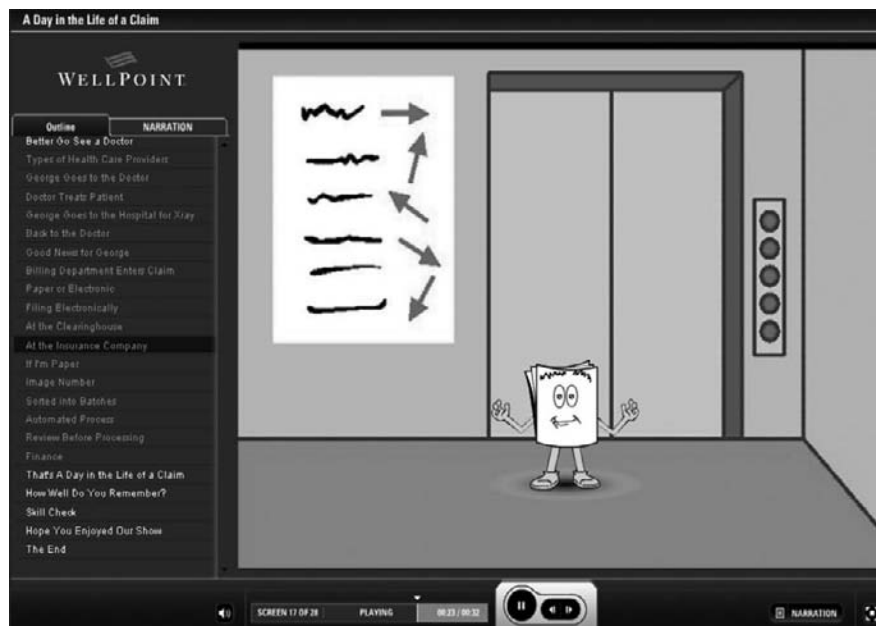 A Day in the Life of a Claim
WELLPOINT
Outline
NARRATION
Better Go See a Doctor
Types of Health Care Providers
George Goes to the Doctor
Doctor Treats Patient
George Goes to the Hospital for Xray
Back to the Doctor
Good News for George
Billing Department Enters Claim
Paper or Electronic
Filing Electronically
At the Clearinghouse
At the Insurance Company
If I'm Paper
Image Number
Sorted into Batches
Automated Process
Review Before Processing
Finance
That's A Day in the Life of a Claim
How Well Do You Remember?
Skill Check
Hope You Enjoyed Our Show
The End
SCREEN 17 OF 28
PLAYING
00:23 / 00:32
NARRATION